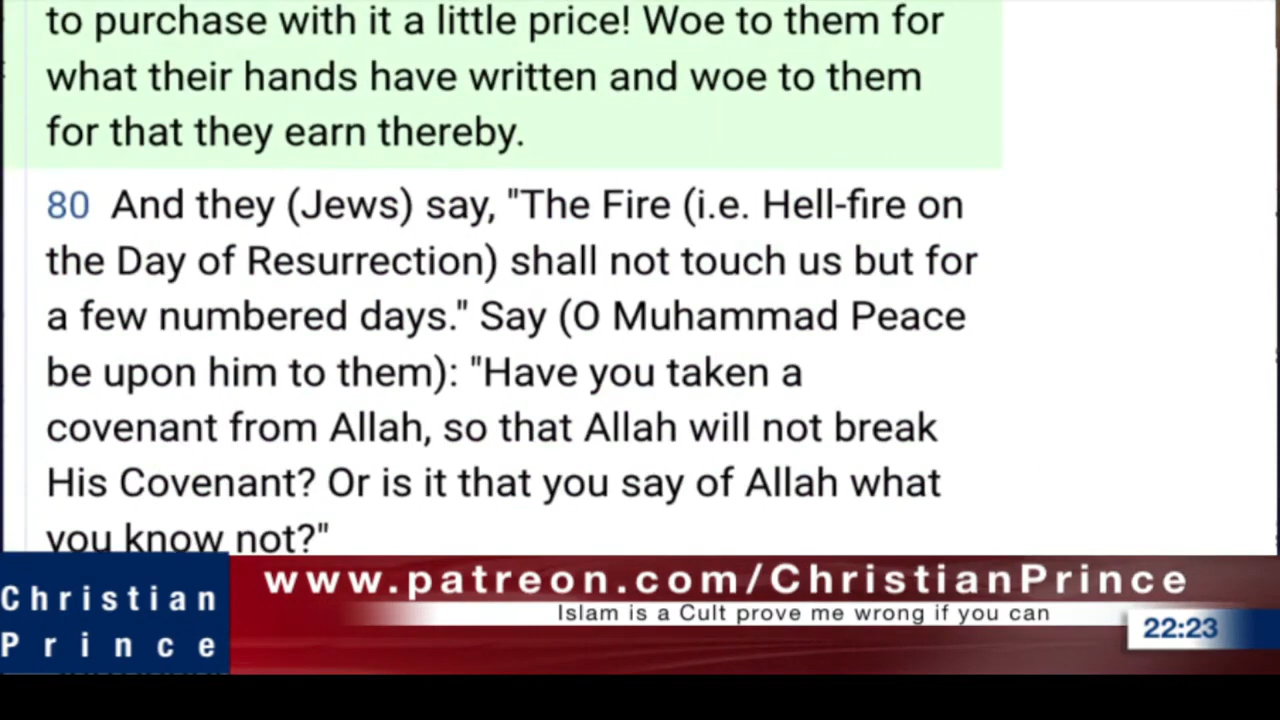 to purchase with it a little price! Woe to them for
what their hands have written and woe to them
for that they earn thereby.
80 And they (Jews) say, "The Fire (i.e. Hell-fire on
the Day of Resurrection) shall not touch us but for
a few numbered days." Say (O Muhammad Peace
be upon him to them): "Have you taken a
covenant from Allah, so that Allah will not break
His Covenant? Or is it that you say of Allah what
you know not?"
Christian
Prince
www.patreon.com/ChristianPrince
Islam is a Cult prove me wrong if you can
22:23